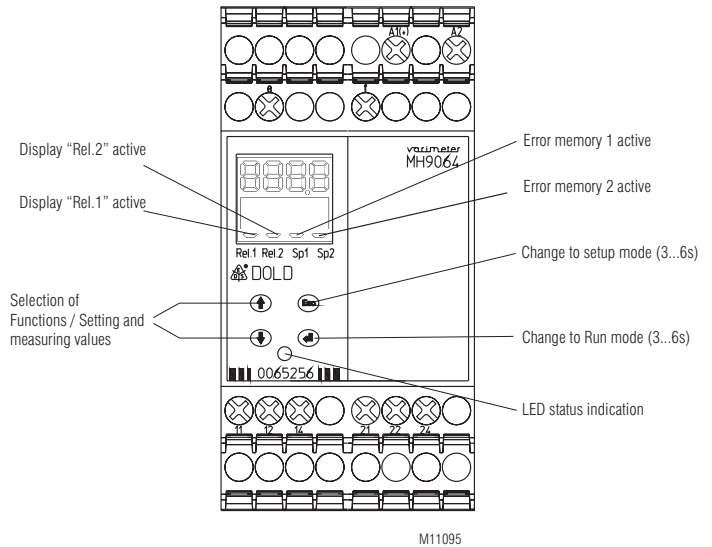 A1(+) A2
e f
varimeter
MH9064
Display "Rel.2" active
Display "Rel.1" active
Error memory 1 active
Error memory 2 active
Rel.1 Rel.2 Sp1 Sp2
DOLD
Esc
Change to setup mode (3...6s)
Selection of
Functions / Setting and
measuring values
Change to Run mode (3...6s)
0065256
LED status indication
11 12 14 21 22 24
M11095